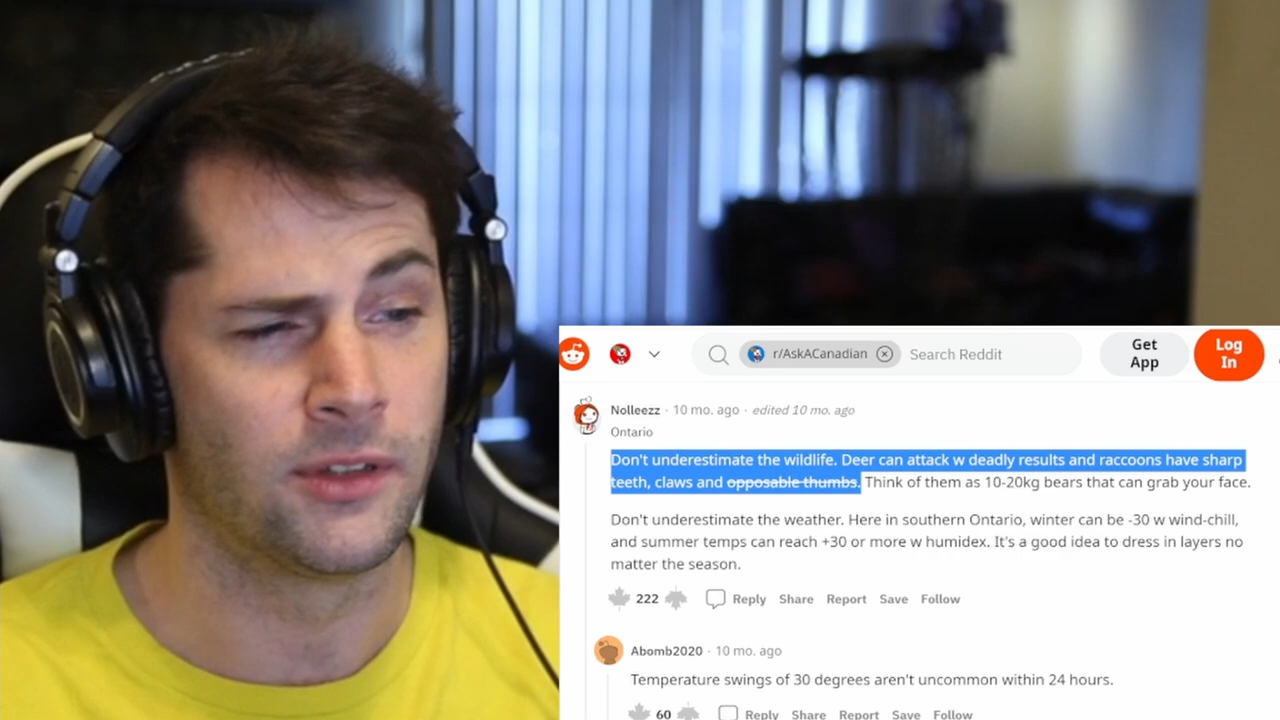 r/AskACanadian
Search Reddit
Get
App
Log
In
Nolleezz · 10 mo. ago · edited 10 mo. ago
Ontario
Don't underestimate the wildlife. Deer can attack w deadly results and raccoons have sharp
teeth, claws and opposable thumbs. Think of them as 10-20kg bears that can grab your face.
Don't underestimate the weather. Here in southern Ontario, winter can be -30 w wind-chill,
and summer temps can reach +30 or more w humidex. It's a good idea to dress in layers no
matter the season.
222 Reply Share Report Save Follow
Abomb2020 · 10 mo. ago
Temperature swings of 30 degrees aren't uncommon within 24 hours.
60 Reply Share Report Save Follow